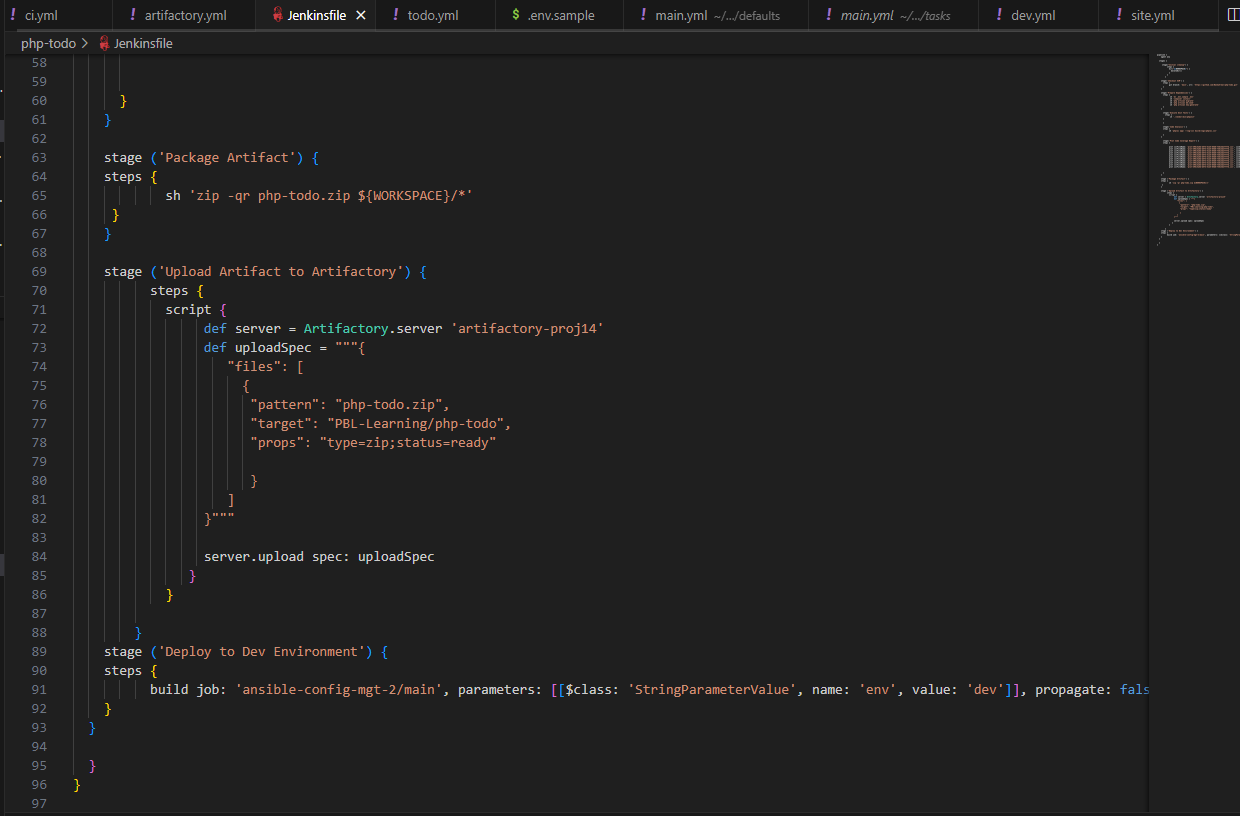 ci.yml
artifactory.yml
Jenkinsfile
todo.yml
$ .env.sample
main.yml ~/.../defaults
main.yml ~/.../tasks
dev.yml
site.yml
php-todo > Jenkinsfile
58
59
60 }
61 }
62
63 stage ('Package Artifact') {
64 steps {
65 sh 'zip -qr php-todo.zip ${WORKSPACE}/*'
66 }
67 }
68
69 stage ('Upload Artifact to Artifactory') {
70 steps {
71 script {
72 def server = Artifactory.server 'artifactory-proj14'
73 def uploadSpec = """{
74 "files": [
75 {
76 "pattern": "php-todo.zip",
77 "target": "PBL-Learning/php-todo",
78 "props": "type=zip;status=ready"
79
80 }
81 ]
82 }"""
83
84 server.upload spec: uploadSpec
85 }
86 }
87
88 }
89 stage ('Deploy to Dev Environment') {
90 steps {
91 build job: 'ansible-config-mgt-2/main', parameters: [[$class: 'StringParameterValue', name: 'env', value: 'dev']], propagate: fals
92 }
93 }
94
95 }
96 }
97